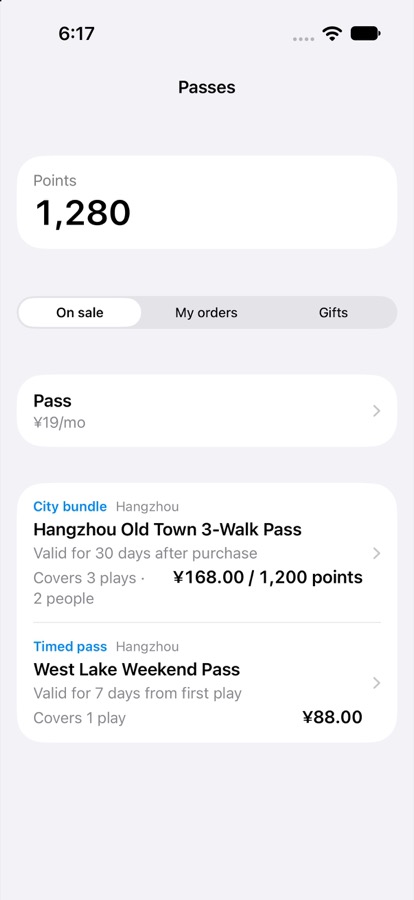 6:17
Passes
Points
1,280
On sale My orders Gifts
Pass
¥19/mo
City bundle Hangzhou
Hangzhou Old Town 3-Walk Pass
Valid for 30 days after purchase
Covers 3 plays · ¥168.00 / 1,200 points
2 people
Timed pass Hangzhou
West Lake Weekend Pass
Valid for 7 days from first play
Covers 1 play ¥88.00